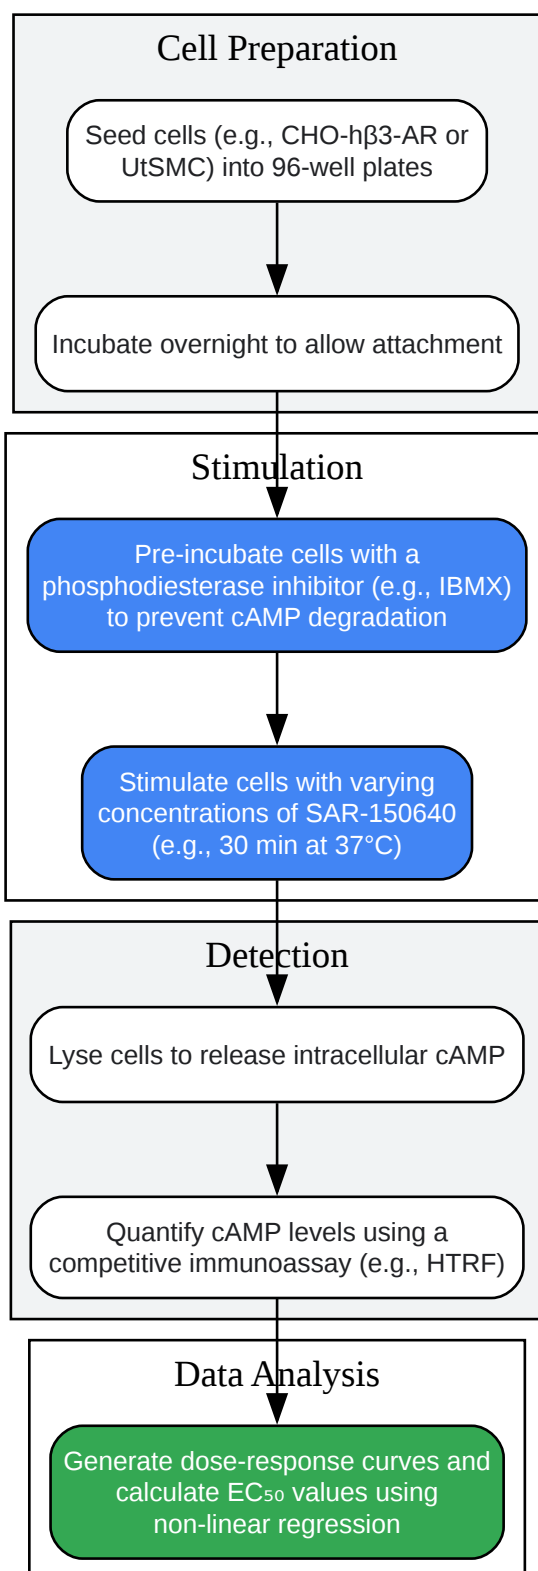 Cell Preparation
Seed cells (e.g., CHO-hβ3-AR or
UtSMC) into 96-well plates
Incubate overnight to allow attachment
Stimulation
Pre-incubate cells with a
phosphodiesterase inhibitor (e.g., IBMX)
to prevent cAMP degradation
Stimulate cells with varying
concentrations of SAR-150640
(e.g., 30 min at 37°C)
Detection
Lyse cells to release intracellular cAMP
Quantify cAMP levels using a
competitive immunoassay (e.g., HTRF)
Data Analysis
Generate dose-response curves and
calculate EC₅₀ values using
non-linear regression